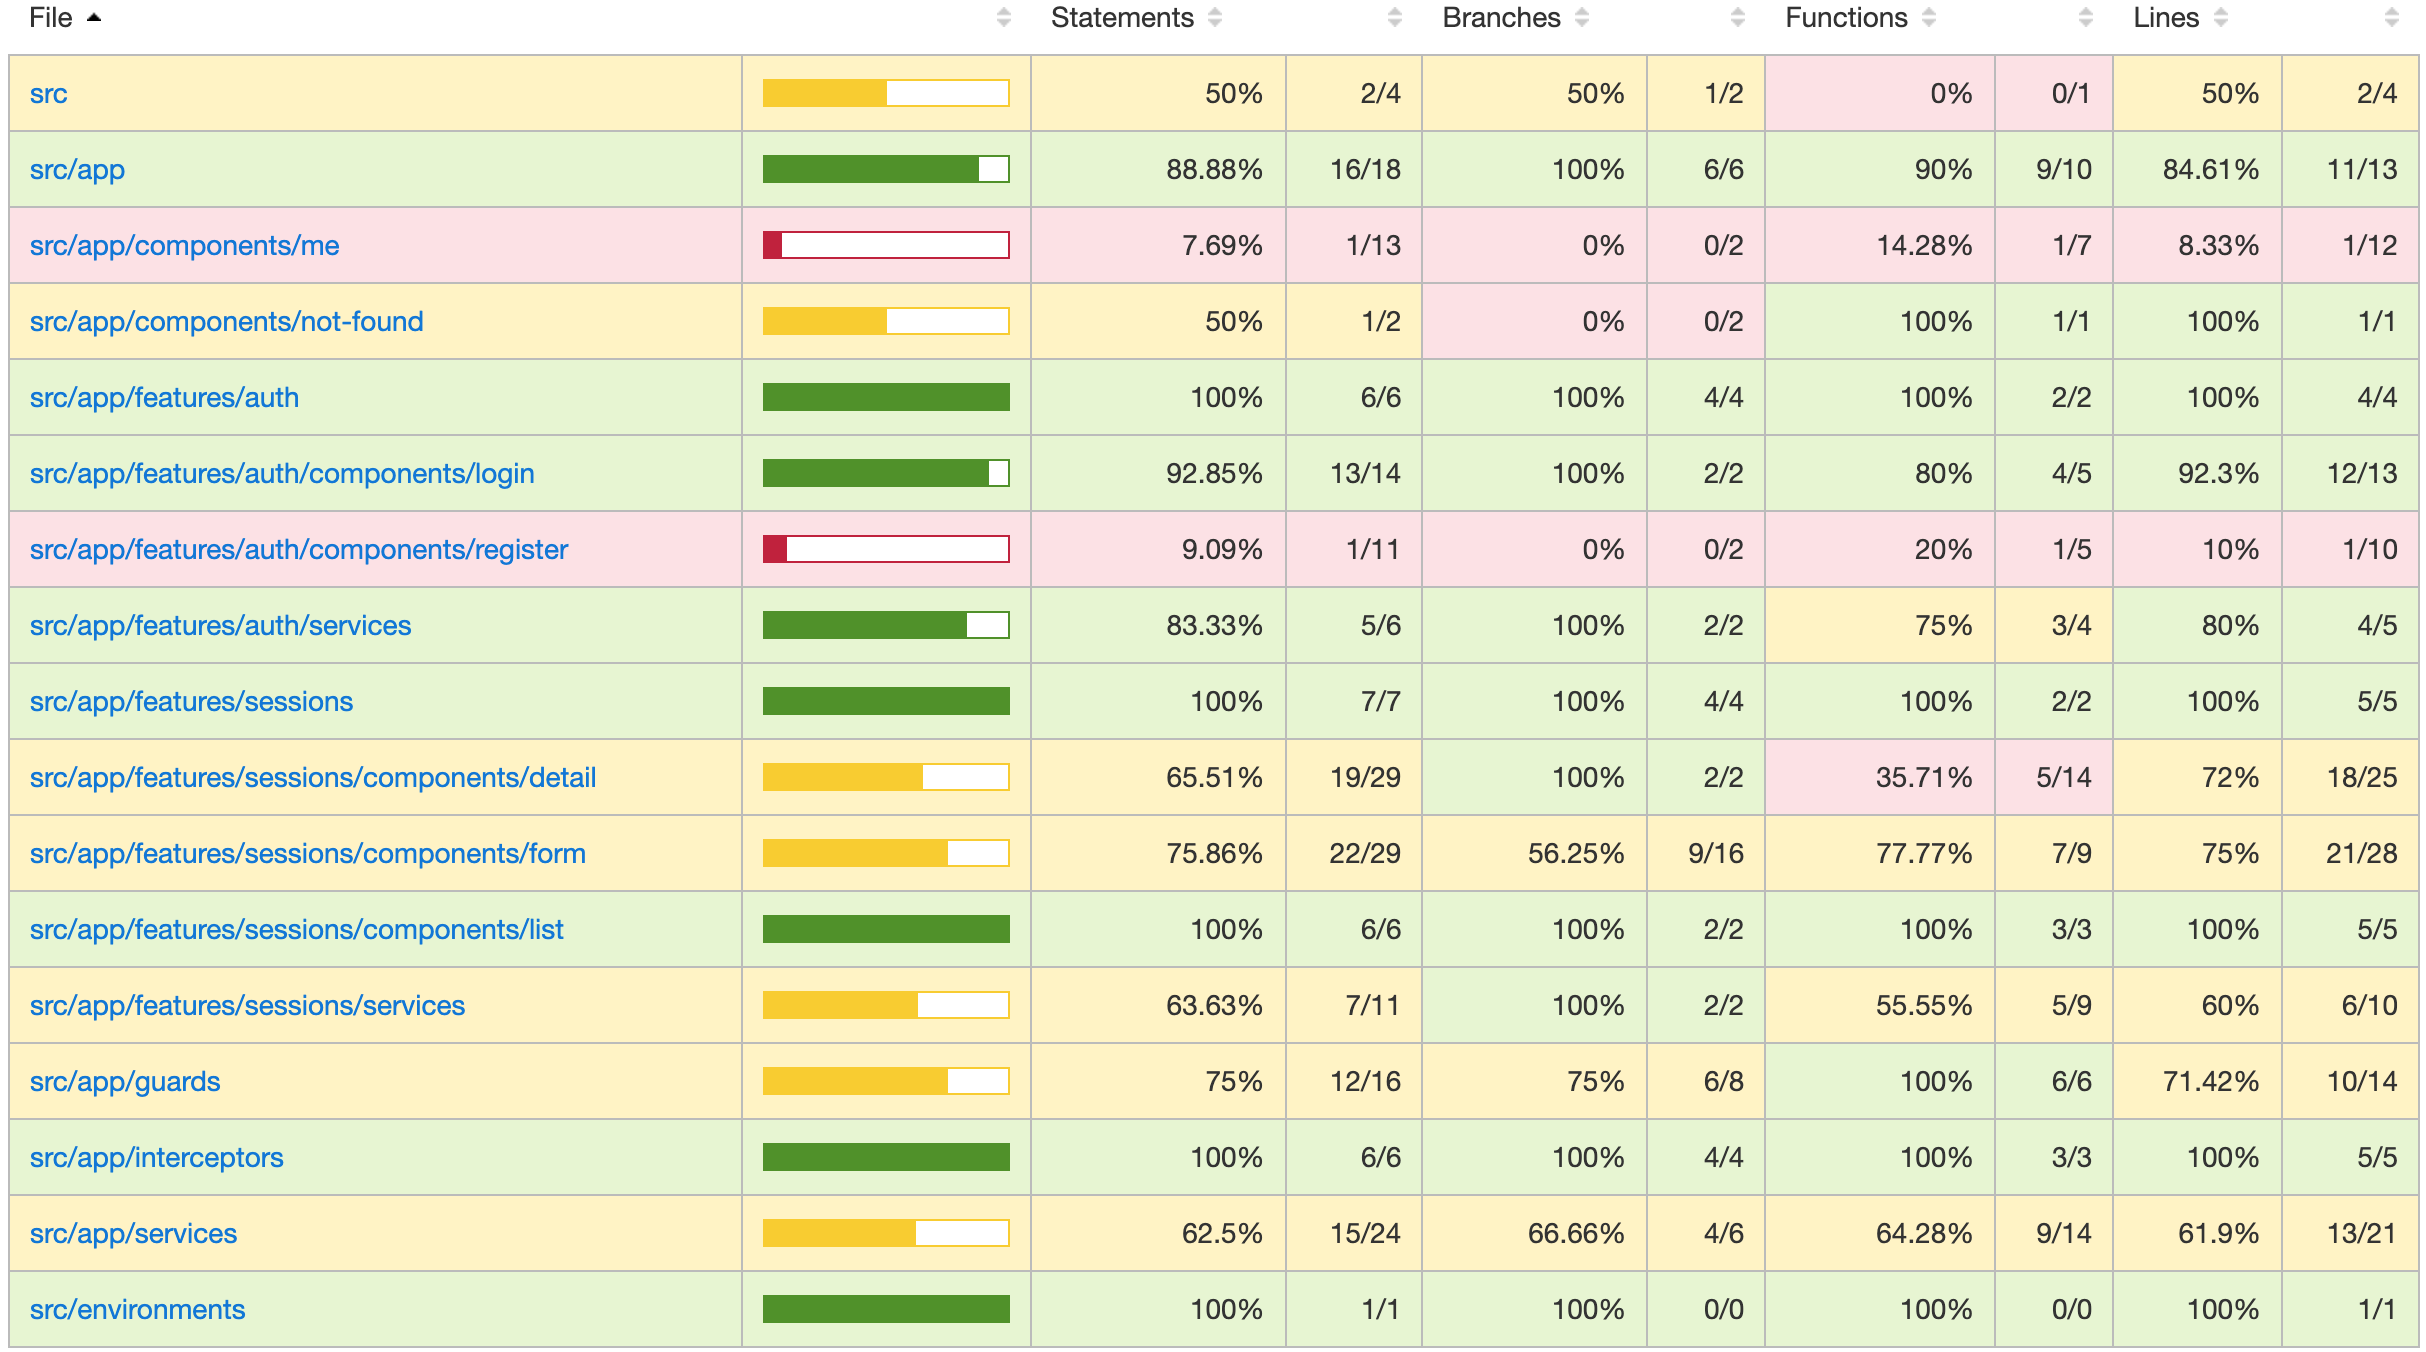 File Statements Branches Functions Lines
src 50% 2/4 50% 1/2 0% 0/1 50% 2/4
src/app 88.88% 16/18 100% 6/6 90% 9/10 84.61% 11/13
src/app/components/me 7.69% 1/13 0% 0/2 14.28% 1/7 8.33% 1/12
src/app/components/not-found 50% 1/2 0% 0/2 100% 1/1 100% 1/1
src/app/features/auth 100% 6/6 100% 4/4 100% 2/2 100% 4/4
src/app/features/auth/components/login 92.85% 13/14 100% 2/2 80% 4/5 92.3% 12/13
src/app/features/auth/components/register 9.09% 1/11 0% 0/2 20% 1/5 10% 1/10
src/app/features/auth/services 83.33% 5/6 100% 2/2 75% 3/4 80% 4/5
src/app/features/sessions 100% 7/7 100% 4/4 100% 2/2 100% 5/5
src/app/features/sessions/components/detail 65.51% 19/29 100% 2/2 35.71% 5/14 72% 18/25
src/app/features/sessions/components/form 75.86% 22/29 56.25% 9/16 77.77% 7/9 75% 21/28
src/app/features/sessions/components/list 100% 6/6 100% 2/2 100% 3/3 100% 5/5
src/app/features/sessions/services 63.63% 7/11 100% 2/2 55.55% 5/9 60% 6/10
src/app/guards 75% 12/16 75% 6/8 100% 6/6 71.42% 10/14
src/app/interceptors 100% 6/6 100% 4/4 100% 3/3 100% 5/5
src/app/services 62.5% 15/24 66.66% 4/6 64.28% 9/14 61.9% 13/21
src/environments 100% 1/1 100% 0/0 100% 0/0 100% 1/1